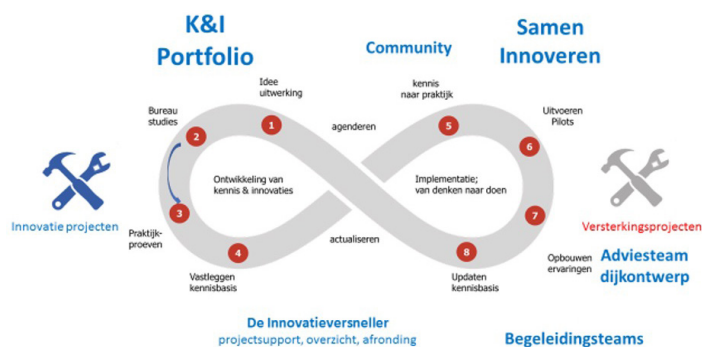 K&I
Portfolio
Community
Samen
Innoveren
Idee
uitwerking
kennis
naar praktijk
Bureau
studies
1
2
agenderen
5
Uitvoeren
Pilots
6
Ontwikkeling van
kennis & innovaties
Implementatie;
van denken naar doen
Innovatie projecten
3
7
Versterkingsprojecten
Praktijk-
proeven
4
actualiseren
8
Vastleggen
kennisbasis
Updaten
kennisbasis
Opbouwen
ervaringen
Adviesteam
dijkontwerp
De Innovatieversneller
projectsupport, overzicht, afronding
Begeleidingsteams